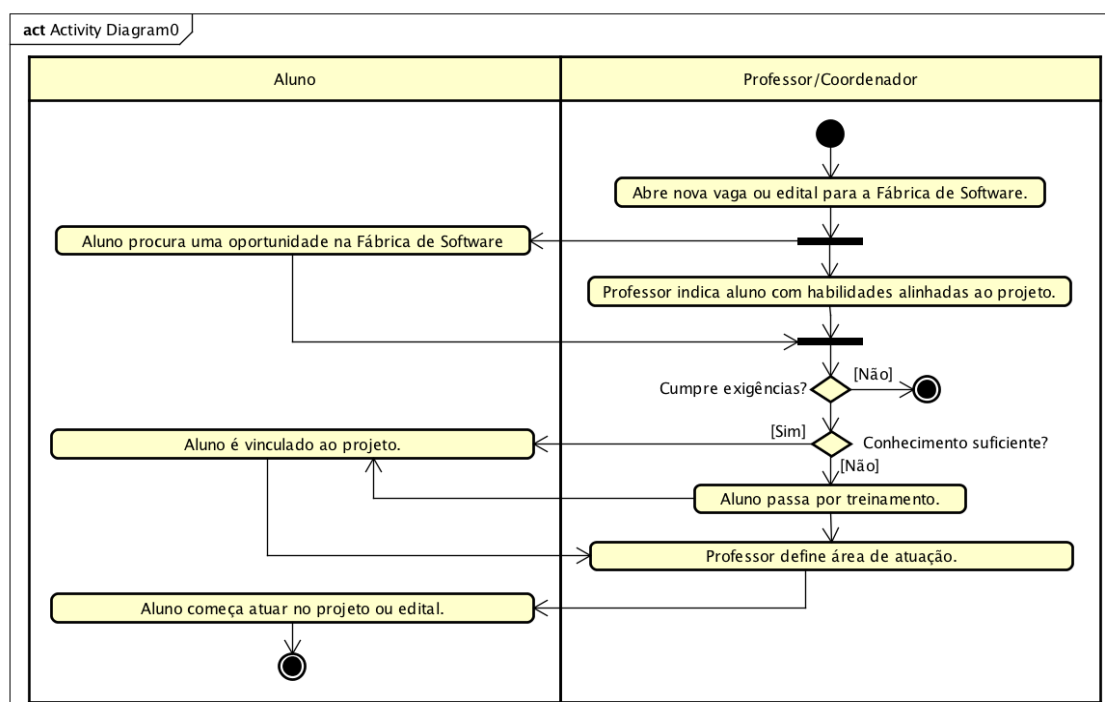 act Activity Diagram0
Aluno
Professor/Coordenador
Abre nova vaga ou edital para a Fábrica de Software.
Aluno procura uma oportunidade na Fábrica de Software
Professor indica aluno com habilidades alinhadas ao projeto.
Cumpre exigências?
[Não]
[Sim]
Aluno é vinculado ao projeto.
Conhecimento suficiente?
[Não]
Aluno passa por treinamento.
Professor define área de atuação.
Aluno começa atuar no projeto ou edital.